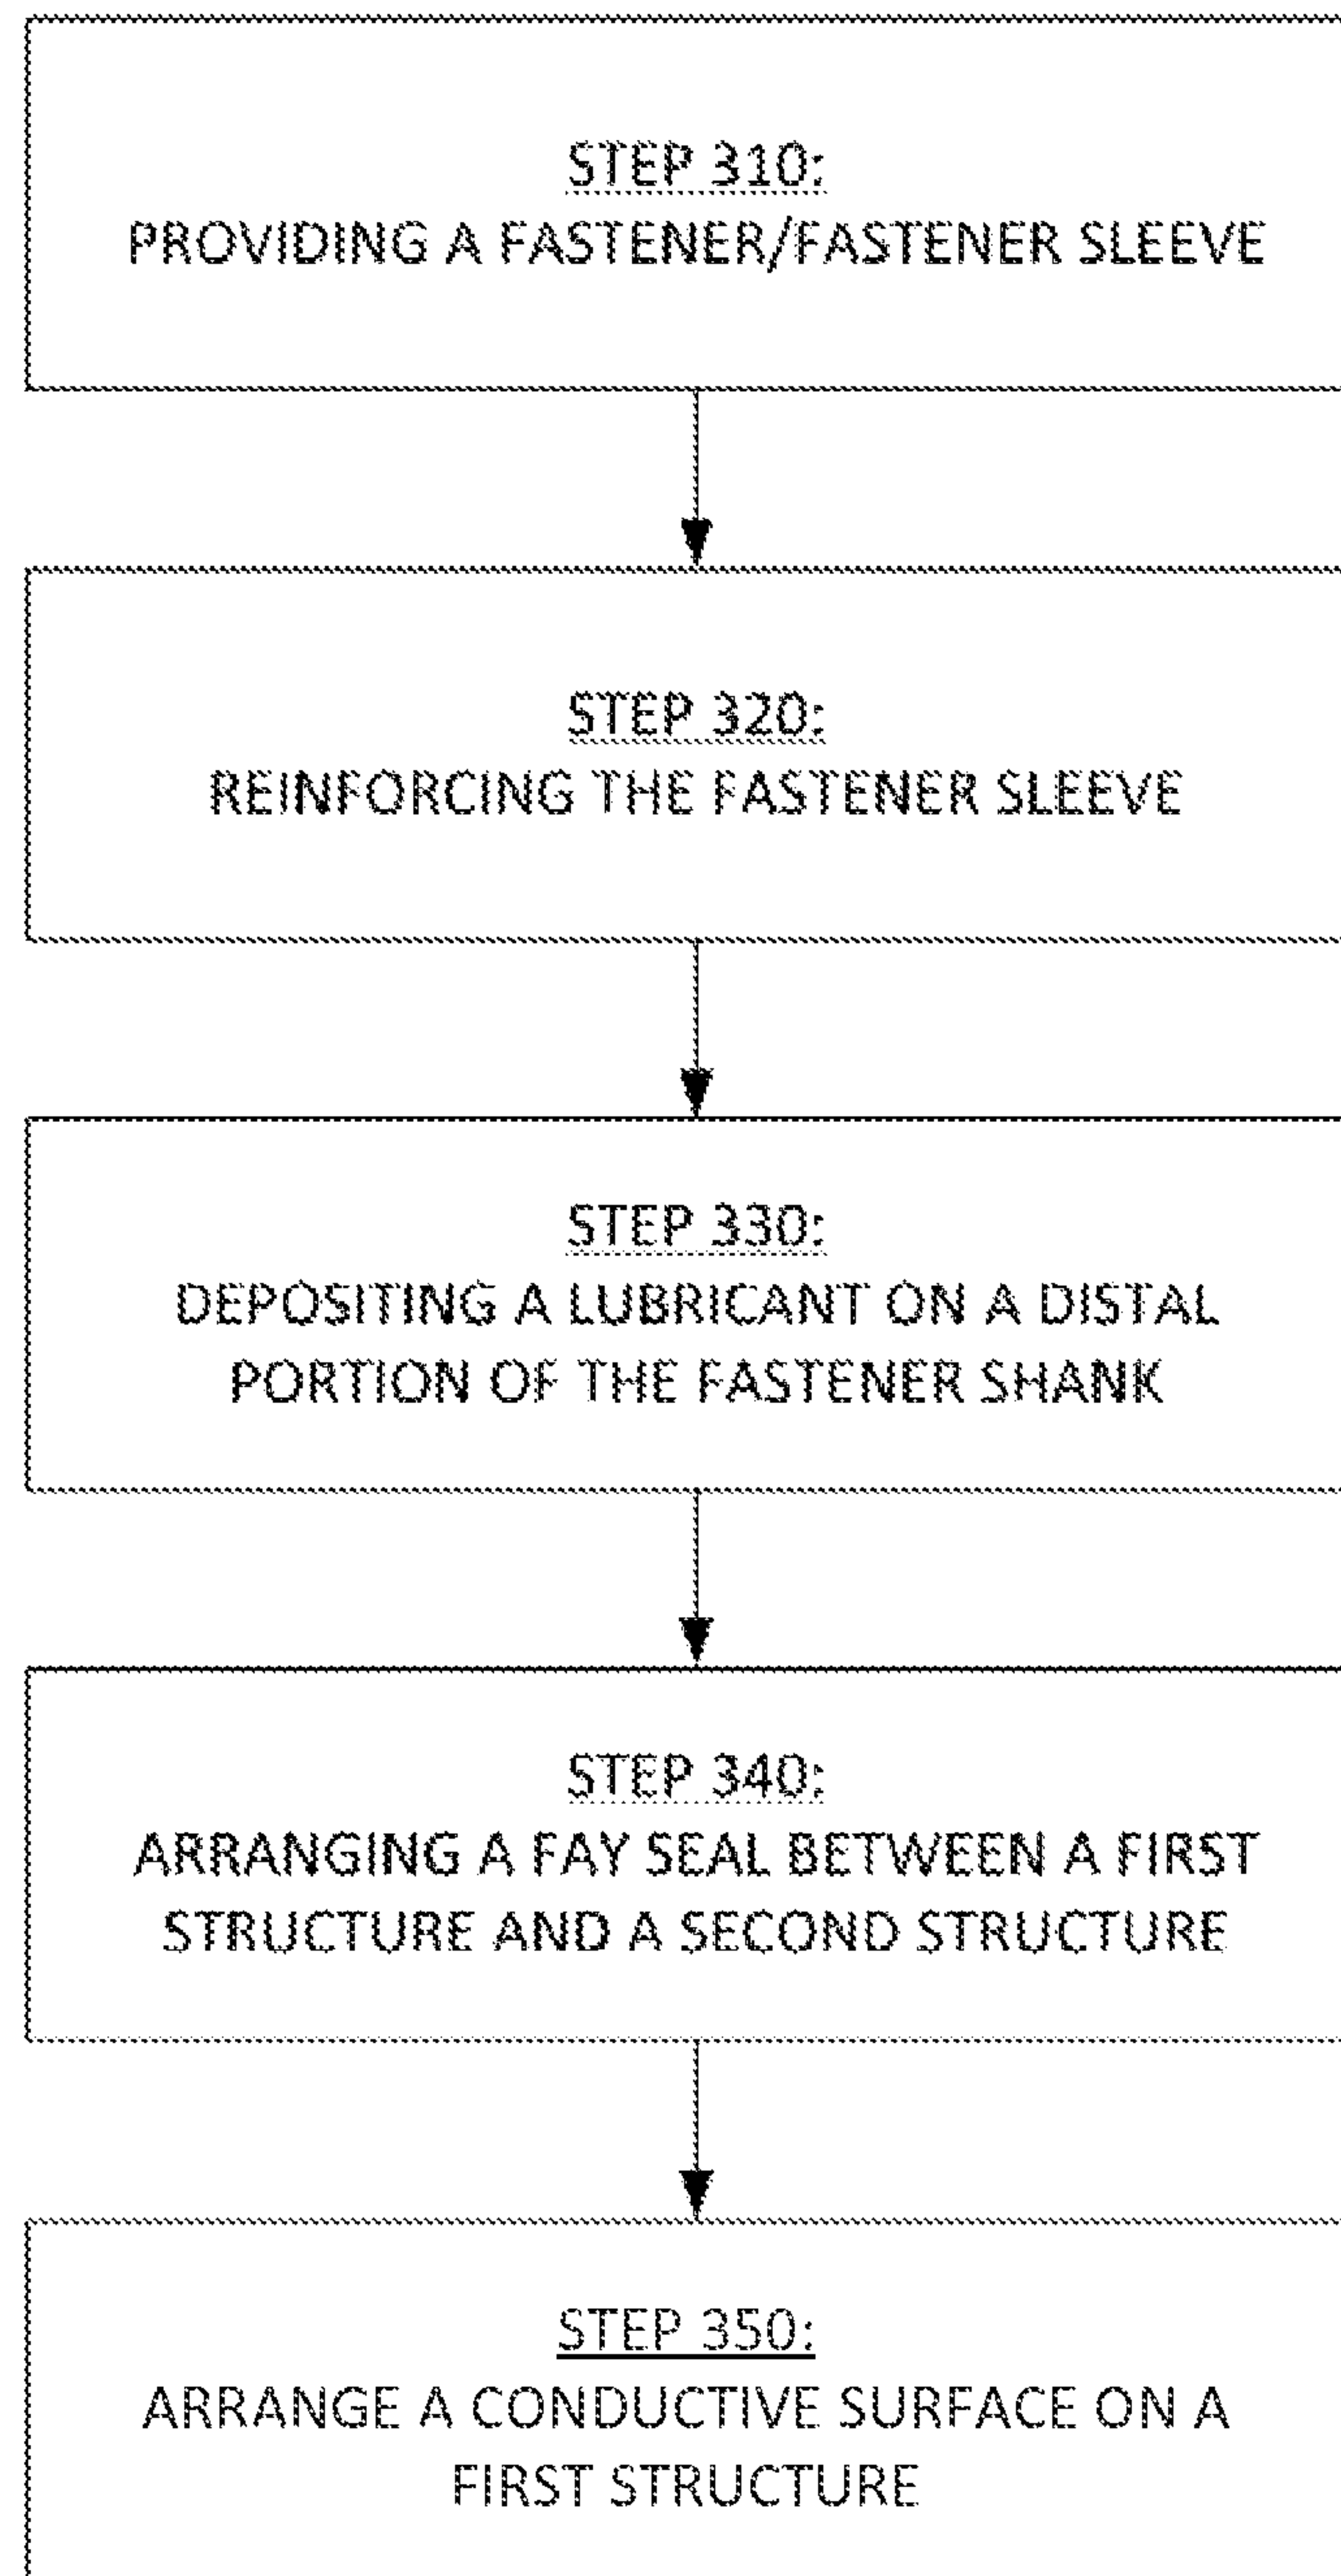 STEP 310:
PROVIDING A FASTENER/FASTENER SLEEVE
STEP 320:
REINFORCING THE FASTENER SLEEVE
STEP 330:
DEPOSITING A LUBRICANT ON A DISTAL
PORTION OF THE FASTENER SHANK
STEP 340:
ARRANGING A FAY SEAL BETWEEN A FIRST
STRUCTURE AND A SECOND STRUCTURE
STEP 350:
ARRANGE A CONDUCTIVE SURFACE ON A
FIRST STRUCTURE